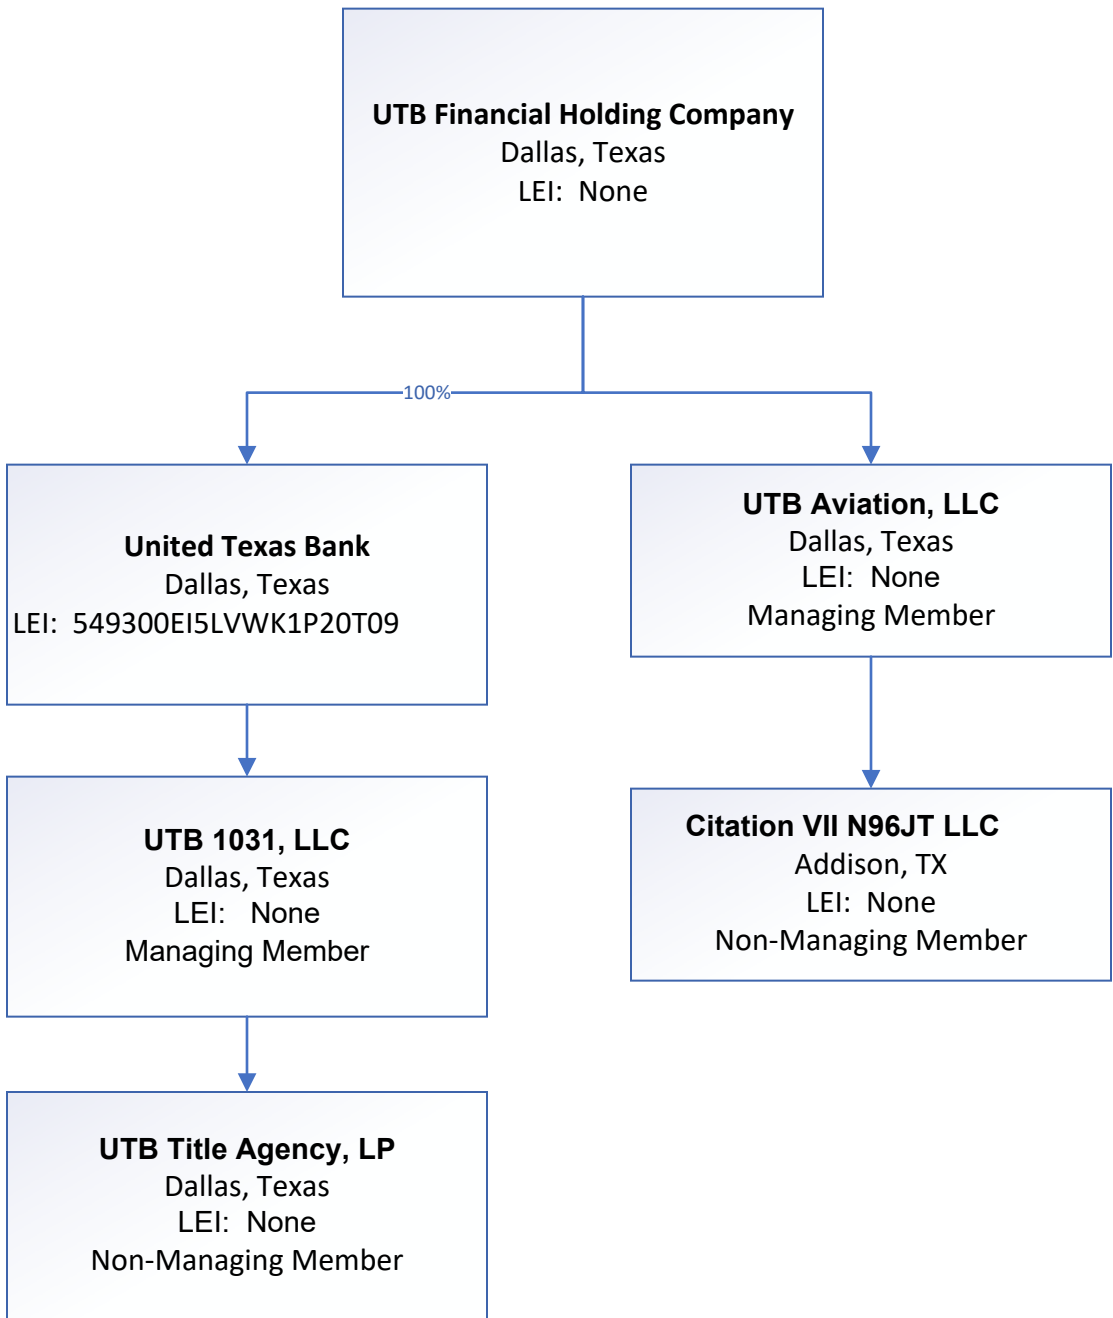 UTB Financial Holding Company
Dallas, Texas
LEI: None
100%
United Texas Bank
Dallas, Texas
LEI: 549300EI5LVWK1P20T09
UTB Aviation, LLC
Dallas, Texas
LEI: None
Managing Member
UTB 1031, LLC
Dallas, Texas
LEI: None
Managing Member
Citation VII N96JT LLC
Addison, TX
LEI: None
Non-Managing Member
UTB Title Agency, LP
Dallas, Texas
LEI: None
Non-Managing Member